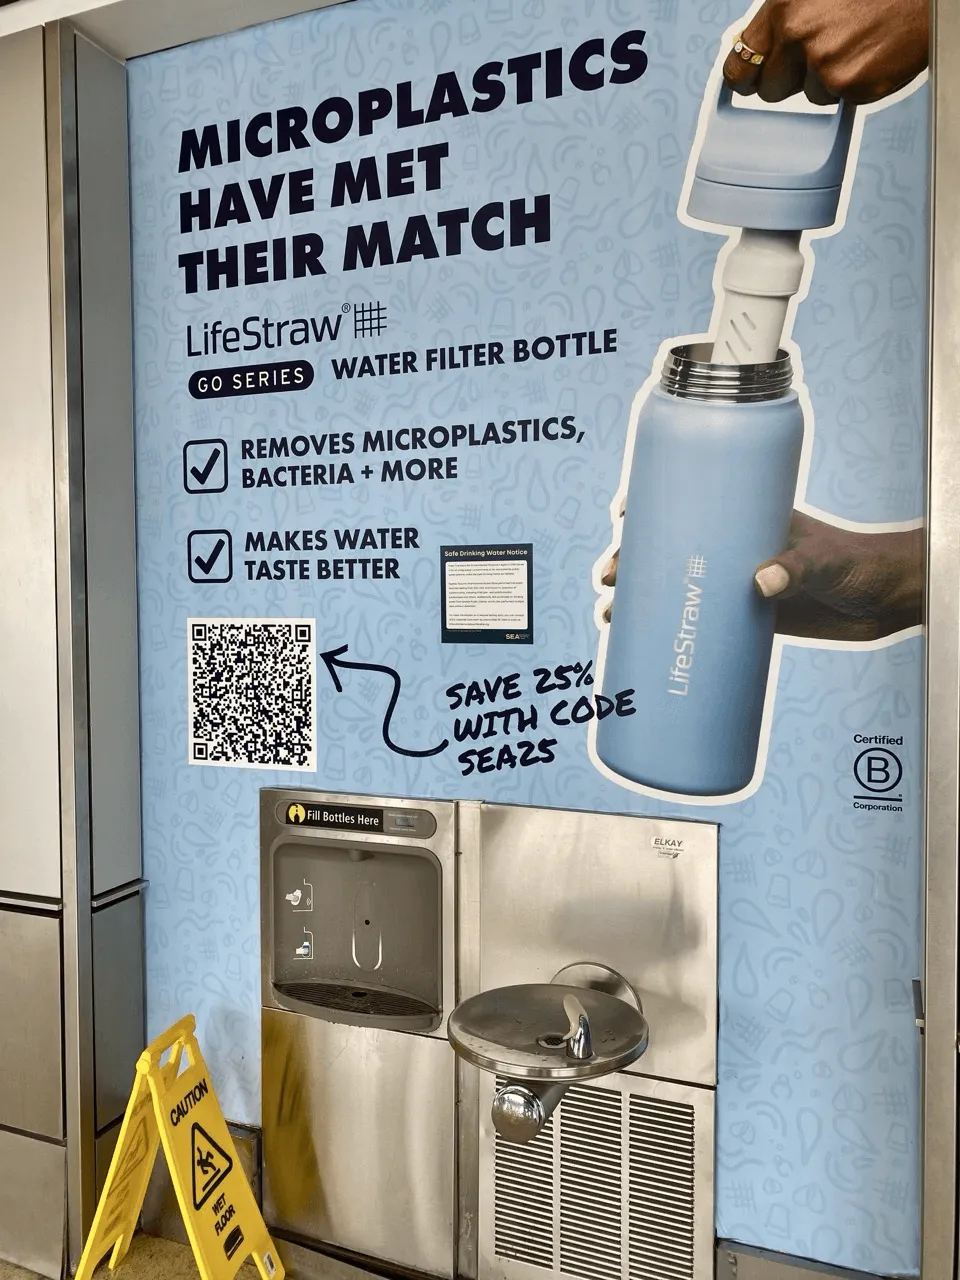 MICROPLASTICS
HAVE MET
THEIR MATCH
LifeStraw®
GO SERIES WATER FILTER BOTTLE
REMOVES MICROPLASTICS,
BACTERIA + MORE
MAKES WATER
TASTE BETTER
Safe Drinking Water Notice
SEA
SAVE 25%
WITH CODE
SEA25
LifeStraw®
Certified
B
Corporation
Fill Bottles Here
ELKAY
CAUTION
WET
FLOOR